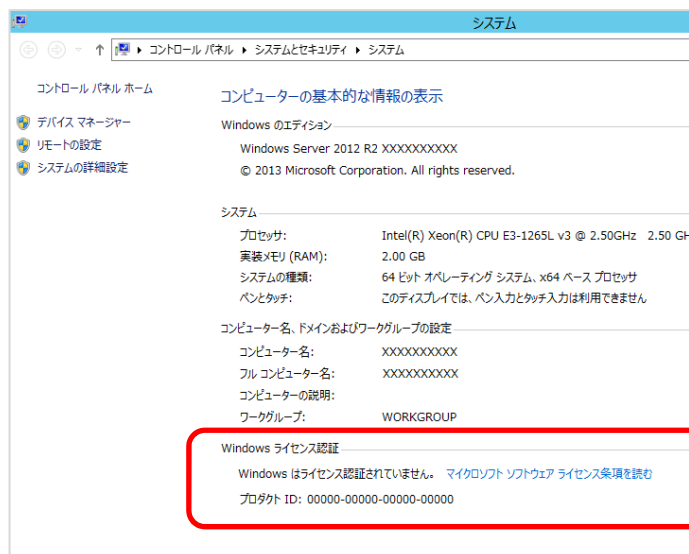 システム
コントロール パネル ▸ システムとセキュリティ ▸ システム
コントロール パネル ホーム
デバイス マネージャー
リモートの設定
システムの詳細設定
コンピューターの基本的な情報の表示
Windows のエディション
Windows Server 2012 R2 XXXXXXXXXX
© 2013 Microsoft Corporation. All rights reserved.
システム
プロセッサ: Intel(R) Xeon(R) CPU E3-1265L v3 @ 2.50GHz 2.50 GH
実装メモリ (RAM): 2.00 GB
システムの種類: 64 ビット オペレーティング システム、x64 ベース プロセッサ
ペンとタッチ: このディスプレイでは、ペン入力とタッチ入力は利用できません
コンピューター名、ドメインおよびワークグループの設定
コンピューター名: XXXXXXXXXX
フル コンピューター名: XXXXXXXXXX
コンピューターの説明:
ワークグループ: WORKGROUP
Windows ライセンス認証
Windows はライセンス認証されていません。 マイクロソフト ソフトウェア ライセンス条項を読む
プロダクト ID: 00000-00000-00000-00000